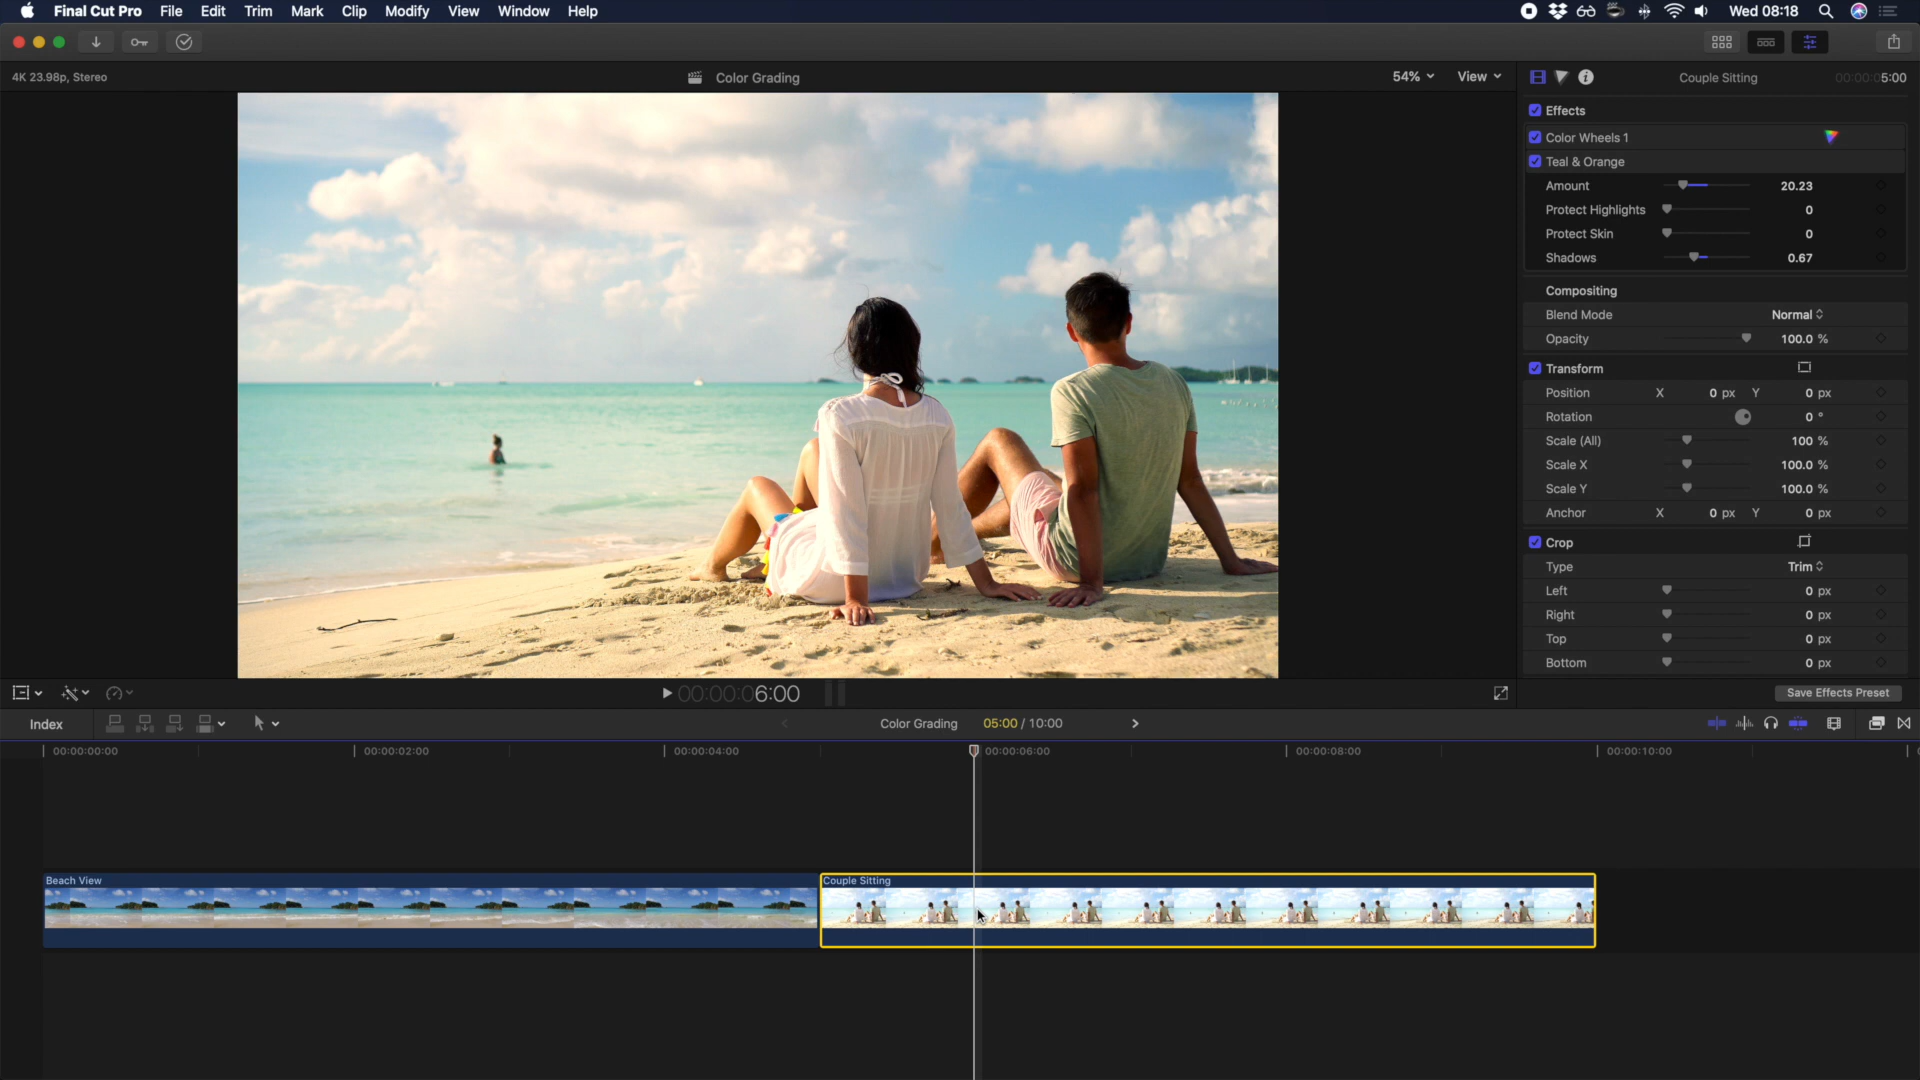 Final Cut Pro File Edit Trim Mark Clip Modify View Window Help Wed 08:18
4K 23.98p, Stereo Color Grading 54% View Couple Sitting 00:00:05:00
Effects
Color Wheels 1
Teal & Orange
Amount 20.23
Protect Highlights 0
Protect Skin 0
Shadows 0.67
Compositing
Blend Mode Normal
Opacity 100.0 %
Transform
Position X 0 px Y 0 px
Rotation 0 °
Scale (All) 100 %
Scale X 100.0 %
Scale Y 100.0 %
Anchor X 0 px Y 0 px
Crop
Type Trim
Left 0 px
Right 0 px
Top 0 px
Bottom 0 px
00:00:06:00 Save Effects Preset
Index Color Grading 05:00 / 10:00
00:00:00:00 00:00:02:00 00:00:04:00 00:00:06:00 00:00:08:00 00:00:10:00
Beach View Couple Sitting